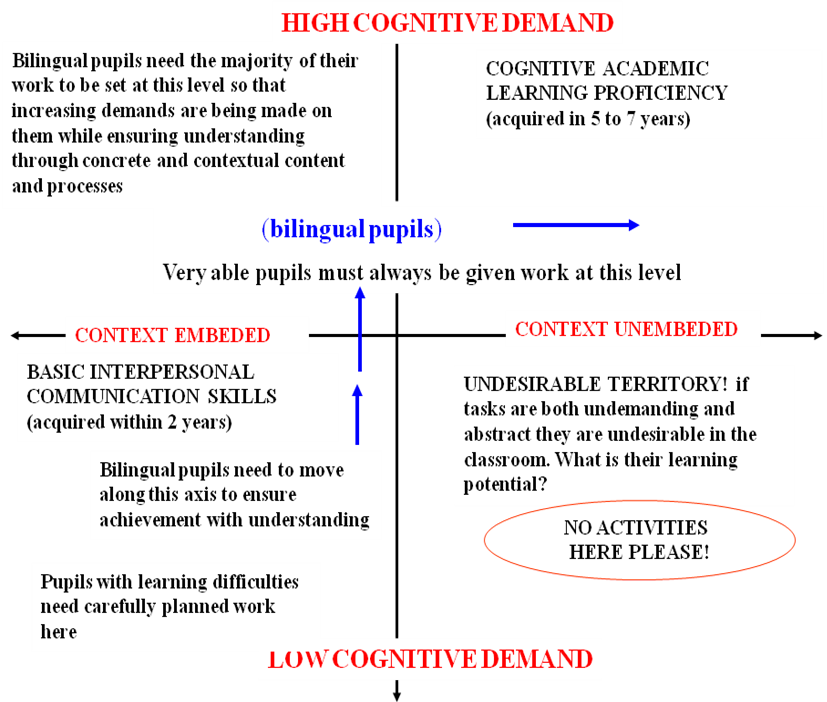 HIGH COGNITIVE DEMAND
Bilingual pupils need the majority of their
work to be set at this level so that
increasing demands are being made on
them while ensuring understanding
through concrete and contextual content
and processes
COGNITIVE ACADEMIC
LEARNING PROFICIENCY
(acquired in 5 to 7 years)
(bilingual pupils)
Very able pupils must always be given work at this level
CONTEXT EMBEDED
CONTEXT UNEMBEDED
BASIC INTERPERSONAL
COMMUNICATION SKILLS
(acquired within 2 years)
Bilingual pupils need to move
along this axis to ensure
achievement with understanding
Pupils with learning difficulties
need carefully planned work
here
UNDESIRABLE TERRITORY! if
tasks are both undemanding and
abstract they are undesirable in the
classroom. What is their learning
potential?
NO ACTIVITIES
HERE PLEASE!
LOW COGNITIVE DEMAND